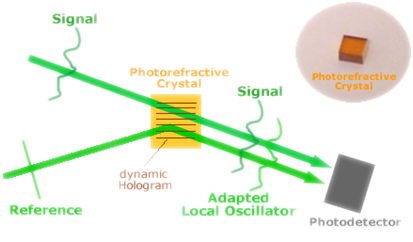 Signal
Photorefractive
Crystal
Photorefractive
Crystal
Signal
dynamic
Hologram
Reference
Adapted
Local Oscillator
Photodetector